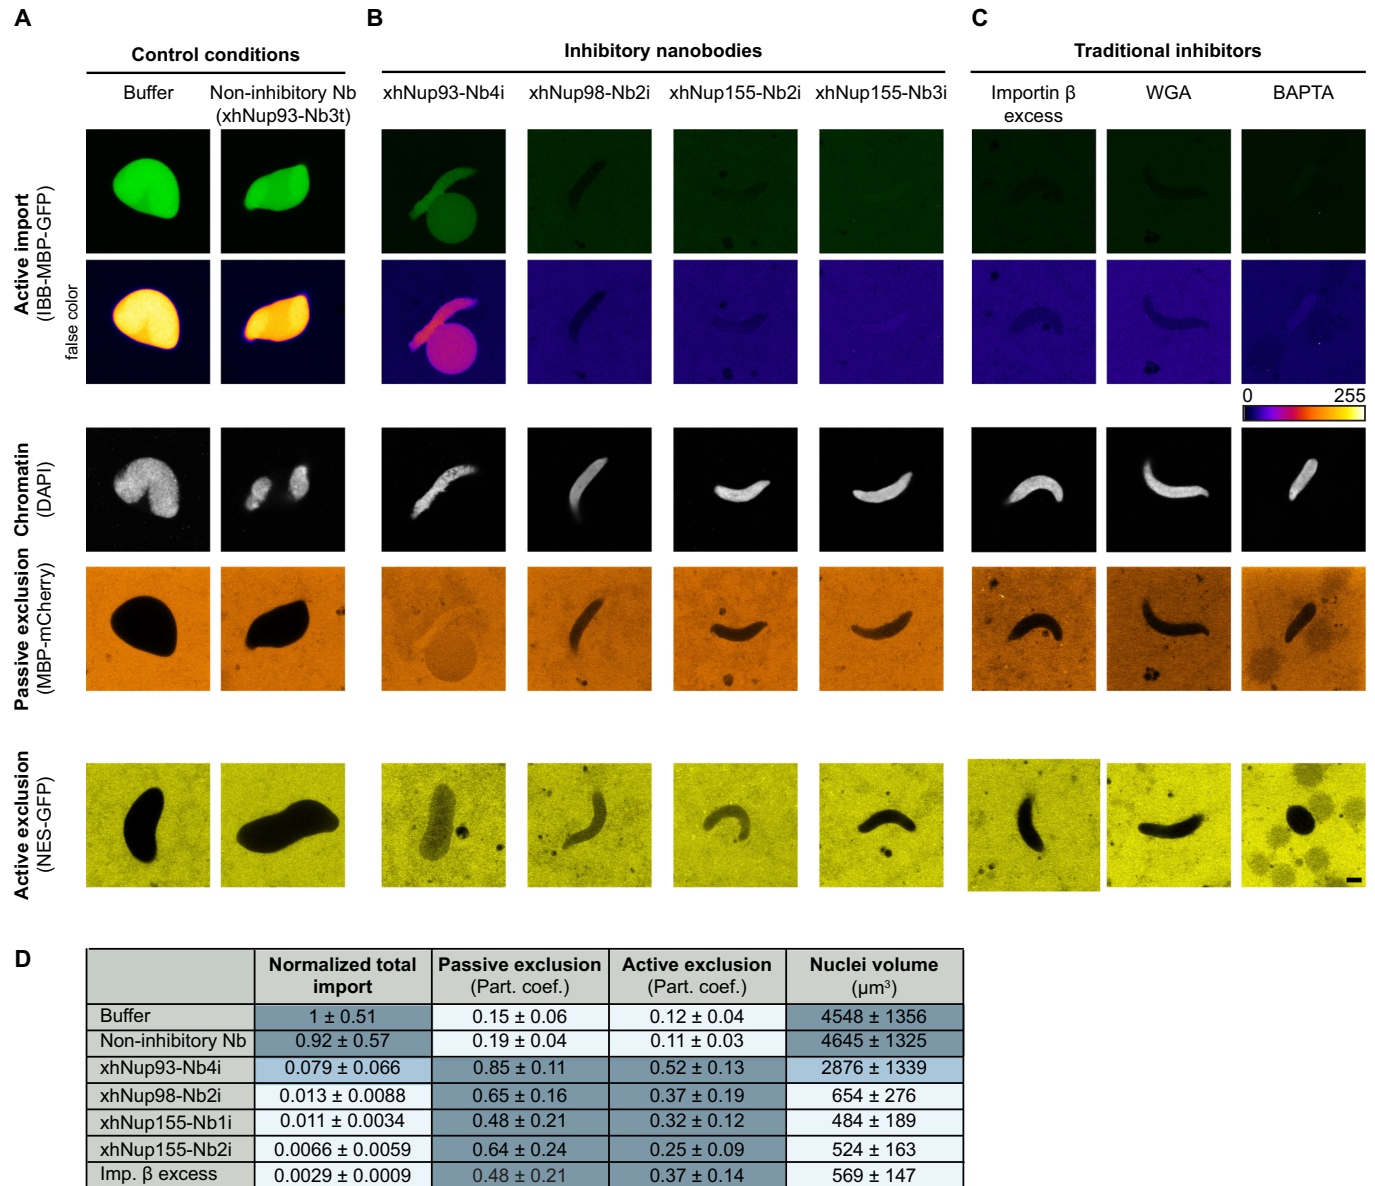 A
B
C
Control conditions
Inhibitory nanobodies
Traditional inhibitors
Buffer
Non-inhibitory Nb
(xhNup93-Nb3t)
xhNup93-Nb4i
xhNup98-Nb2i
xhNup155-Nb2i
xhNup155-Nb3i
Importin β
excess
WGA
BAPTA
Active import
(IBB-MBP-GFP)
false color
0 255
Chromatin
(DAPI)
Passive exclusion
(MBP-mCherry)
Active exclusion
(NES-GFP)
D
Normalized total
import
Passive exclusion
(Part. coef.)
Active exclusion
(Part. coef.)
Nuclei volume
(µm³)
Buffer 1 ± 0.51 0.15 ± 0.06 0.12 ± 0.04 4548 ± 1356
Non-inhibitory Nb 0.92 ± 0.57 0.19 ± 0.04 0.11 ± 0.03 4645 ± 1325
xhNup93-Nb4i 0.079 ± 0.066 0.85 ± 0.11 0.52 ± 0.13 2876 ± 1339
xhNup98-Nb2i 0.013 ± 0.0088 0.65 ± 0.16 0.37 ± 0.19 654 ± 276
xhNup155-Nb1i 0.011 ± 0.0034 0.48 ± 0.21 0.32 ± 0.12 484 ± 189
xhNup155-Nb2i 0.0066 ± 0.0059 0.64 ± 0.24 0.25 ± 0.09 524 ± 163
Imp. β excess 0.0029 ± 0.0009 0.48 ± 0.21 0.37 ± 0.14 569 ± 147